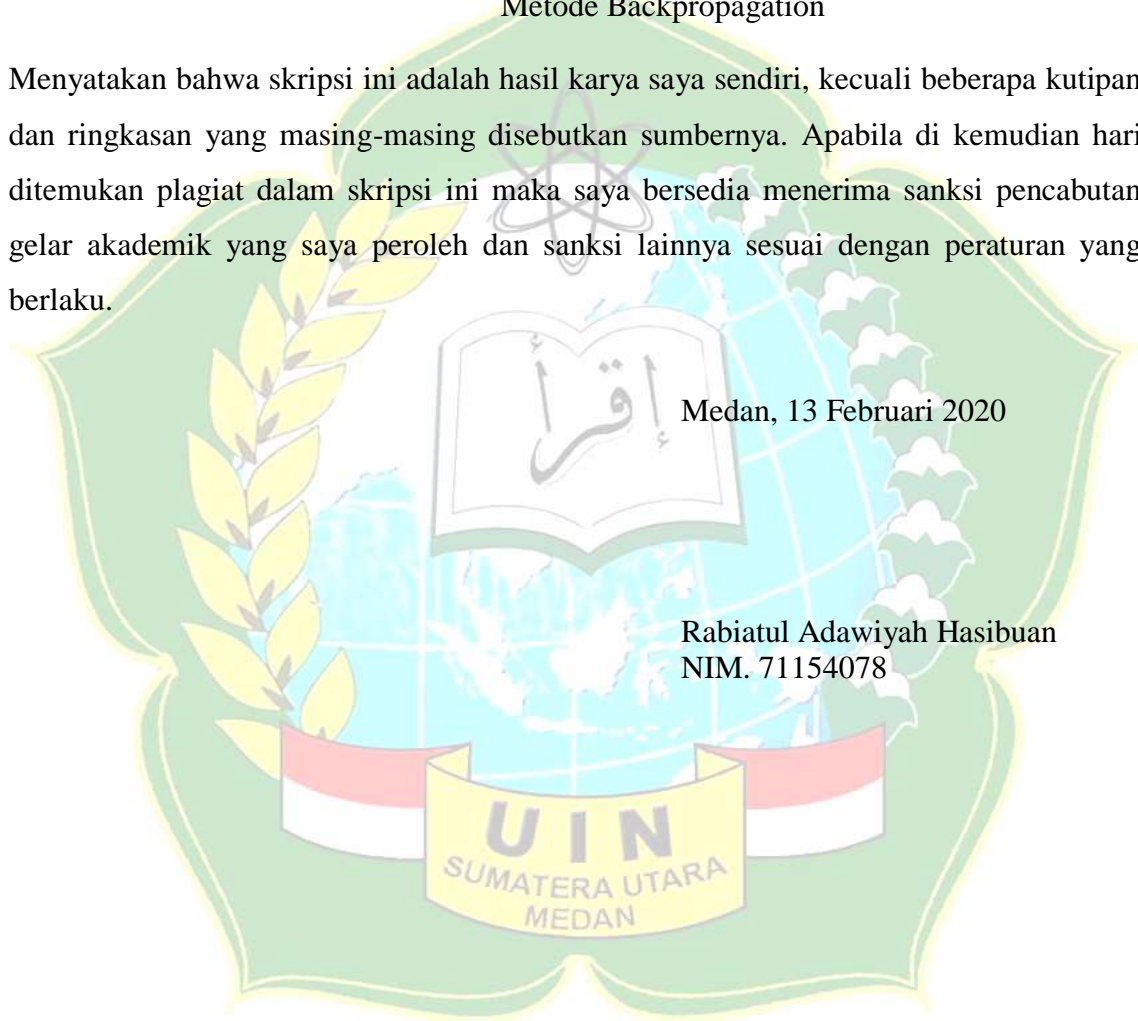 Metode Backpropagation
Menyatakan bahwa skripsi ini adalah hasil karya saya sendiri, kecuali beberapa kutipan
dan ringkasan yang masing-masing disebutkan sumbernya. Apabila di kemudian hari
ditemukan plagiat dalam skripsi ini maka saya bersedia menerima sanksi pencabutan
gelar akademik yang saya peroleh dan sanksi lainnya sesuai dengan peraturan yang
berlaku.
إقرأ
Medan, 13 Februari 2020
Rabiatul Adawiyah Hasibuan
NIM. 71154078
UIN
SUMATERA UTARA
MEDAN